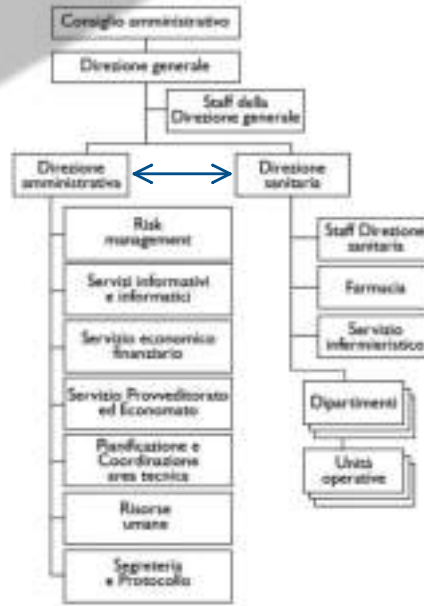 Consiglio amministrativo
Direzione generale
Staff della
Direzione generale
Direzione
amministrativa
Direzione
sanitaria
Risk
management
Servizi informativi
e informatici
Servizio economico
finanziario
Servizio Provveditorato
ed Economato
Pianificazione e
Coordinazione
area tecnica
Risorse
umane
Segreteria
e Protocollo
Staff Direzione
sanitaria
Farmacia
Servizio
infermieristico
Dipartimenti
Unità
operative